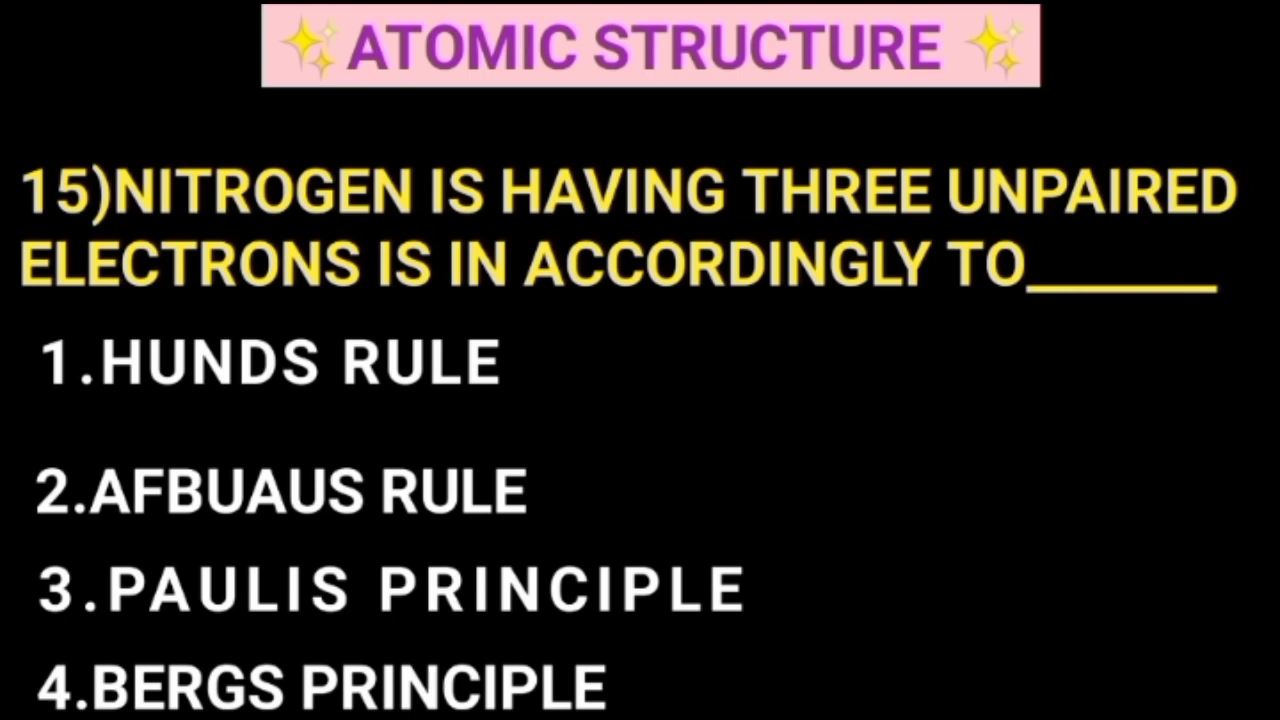 ✨ATOMIC STRUCTURE ✨
15)NITROGEN IS HAVING THREE UNPAIRED
ELECTRONS IS IN ACCORDINGLY TO______
1.HUNDS RULE
2.AFBUAUS RULE
3.PAULIS PRINCIPLE
4.BERGS PRINCIPLE